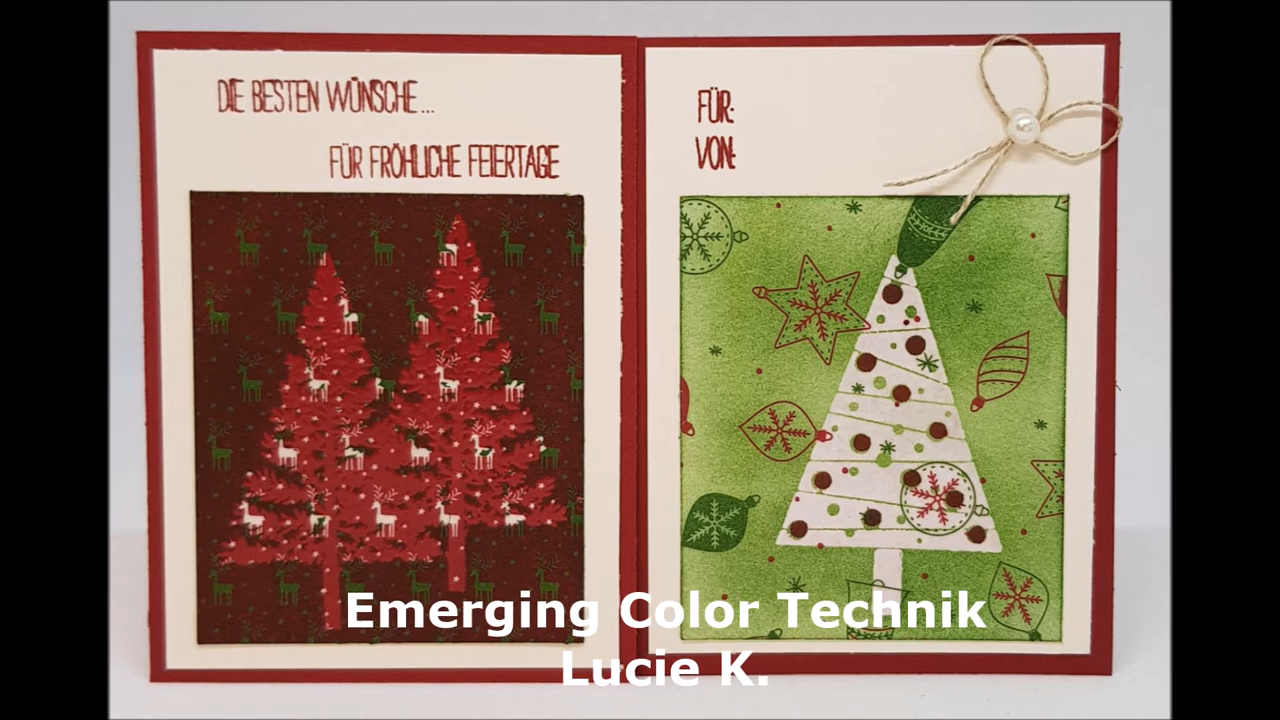 DIE BESTEN WÜNSCHE...
FÜR FRÖHLICHE FEIERTAGE
FÜR:
VON:
Emerging Color Technik
Lucie K.